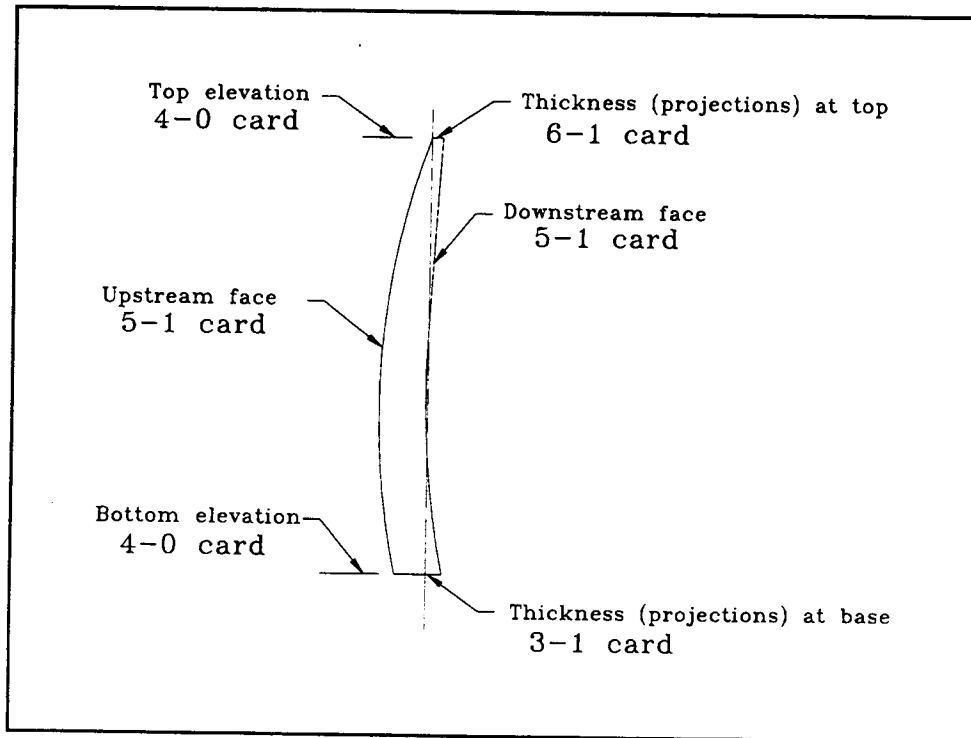 Top elevation
4-0 card
Thickness (projections) at top
6-1 card
Downstream face
5-1 card
Upstream face
5-1 card
Bottom elevation
4-0 card
Thickness (projections) at base
3-1 card